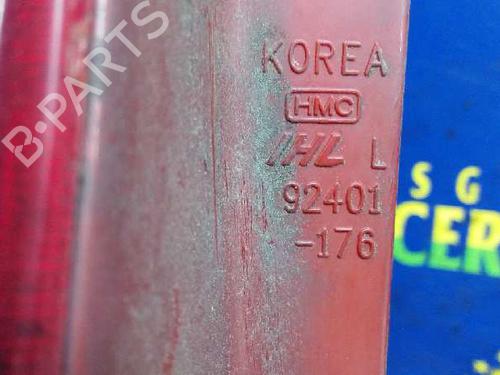 KOREA
HMC
IHL L
92401
-176
S G
CER
B-PARTS